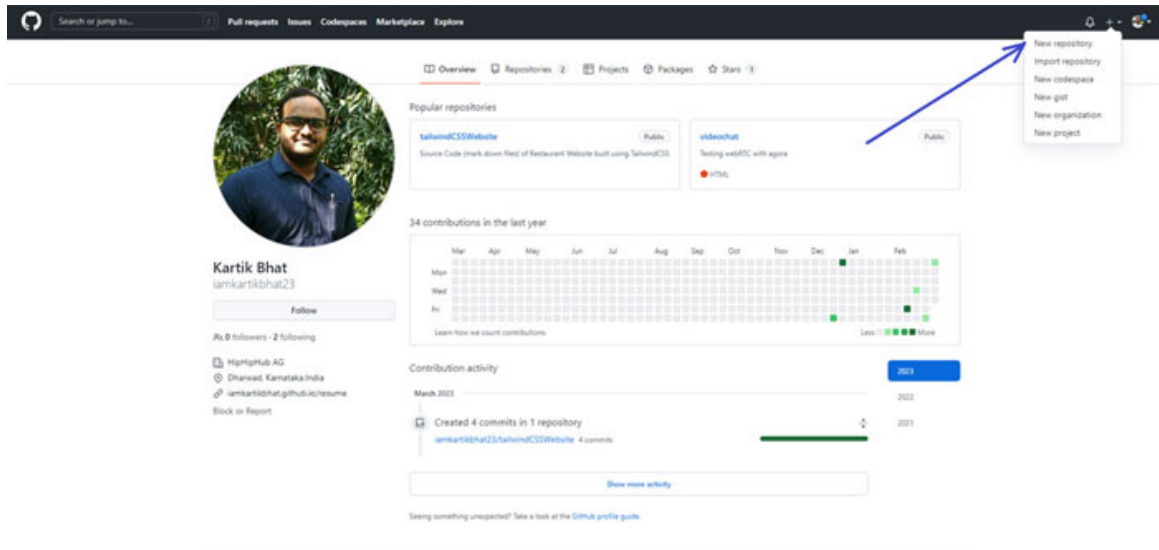 Search or jump to... /
Pull requests Issues Codespaces Marketplace Explore
New repository
Import repository
New codespace
New gist
New organization
New project
Overview Repositories 2 Projects Packages Stars 1
Popular repositories
tailwindCSSWebsite Public
Source Code (mark down files) of Restaurant Website built using TailwindCSS
videochat Public
Testing webRTC with agora
HTML
34 contributions in the last year
Mar Apr May Jun Jul Aug Sep Oct Nov Dec Jan Feb
Mon
Wed
Fri
Learn how we count contributions
Less More
Kartik Bhat
iamkartikbhat23
Follow
0 followers · 2 following
HipHipHub AG
Dharwad, Karnataka.India
iamkartikbhat.github.io/resume
Block or Report
Contribution activity
2023
2022
2021
March 2023
Created 4 commits in 1 repository
iamkartikbhat23/tailwindCSSWebsite 4 commits
Show more activity
Seeing something unexpected? Take a look at the GitHub profile guide.